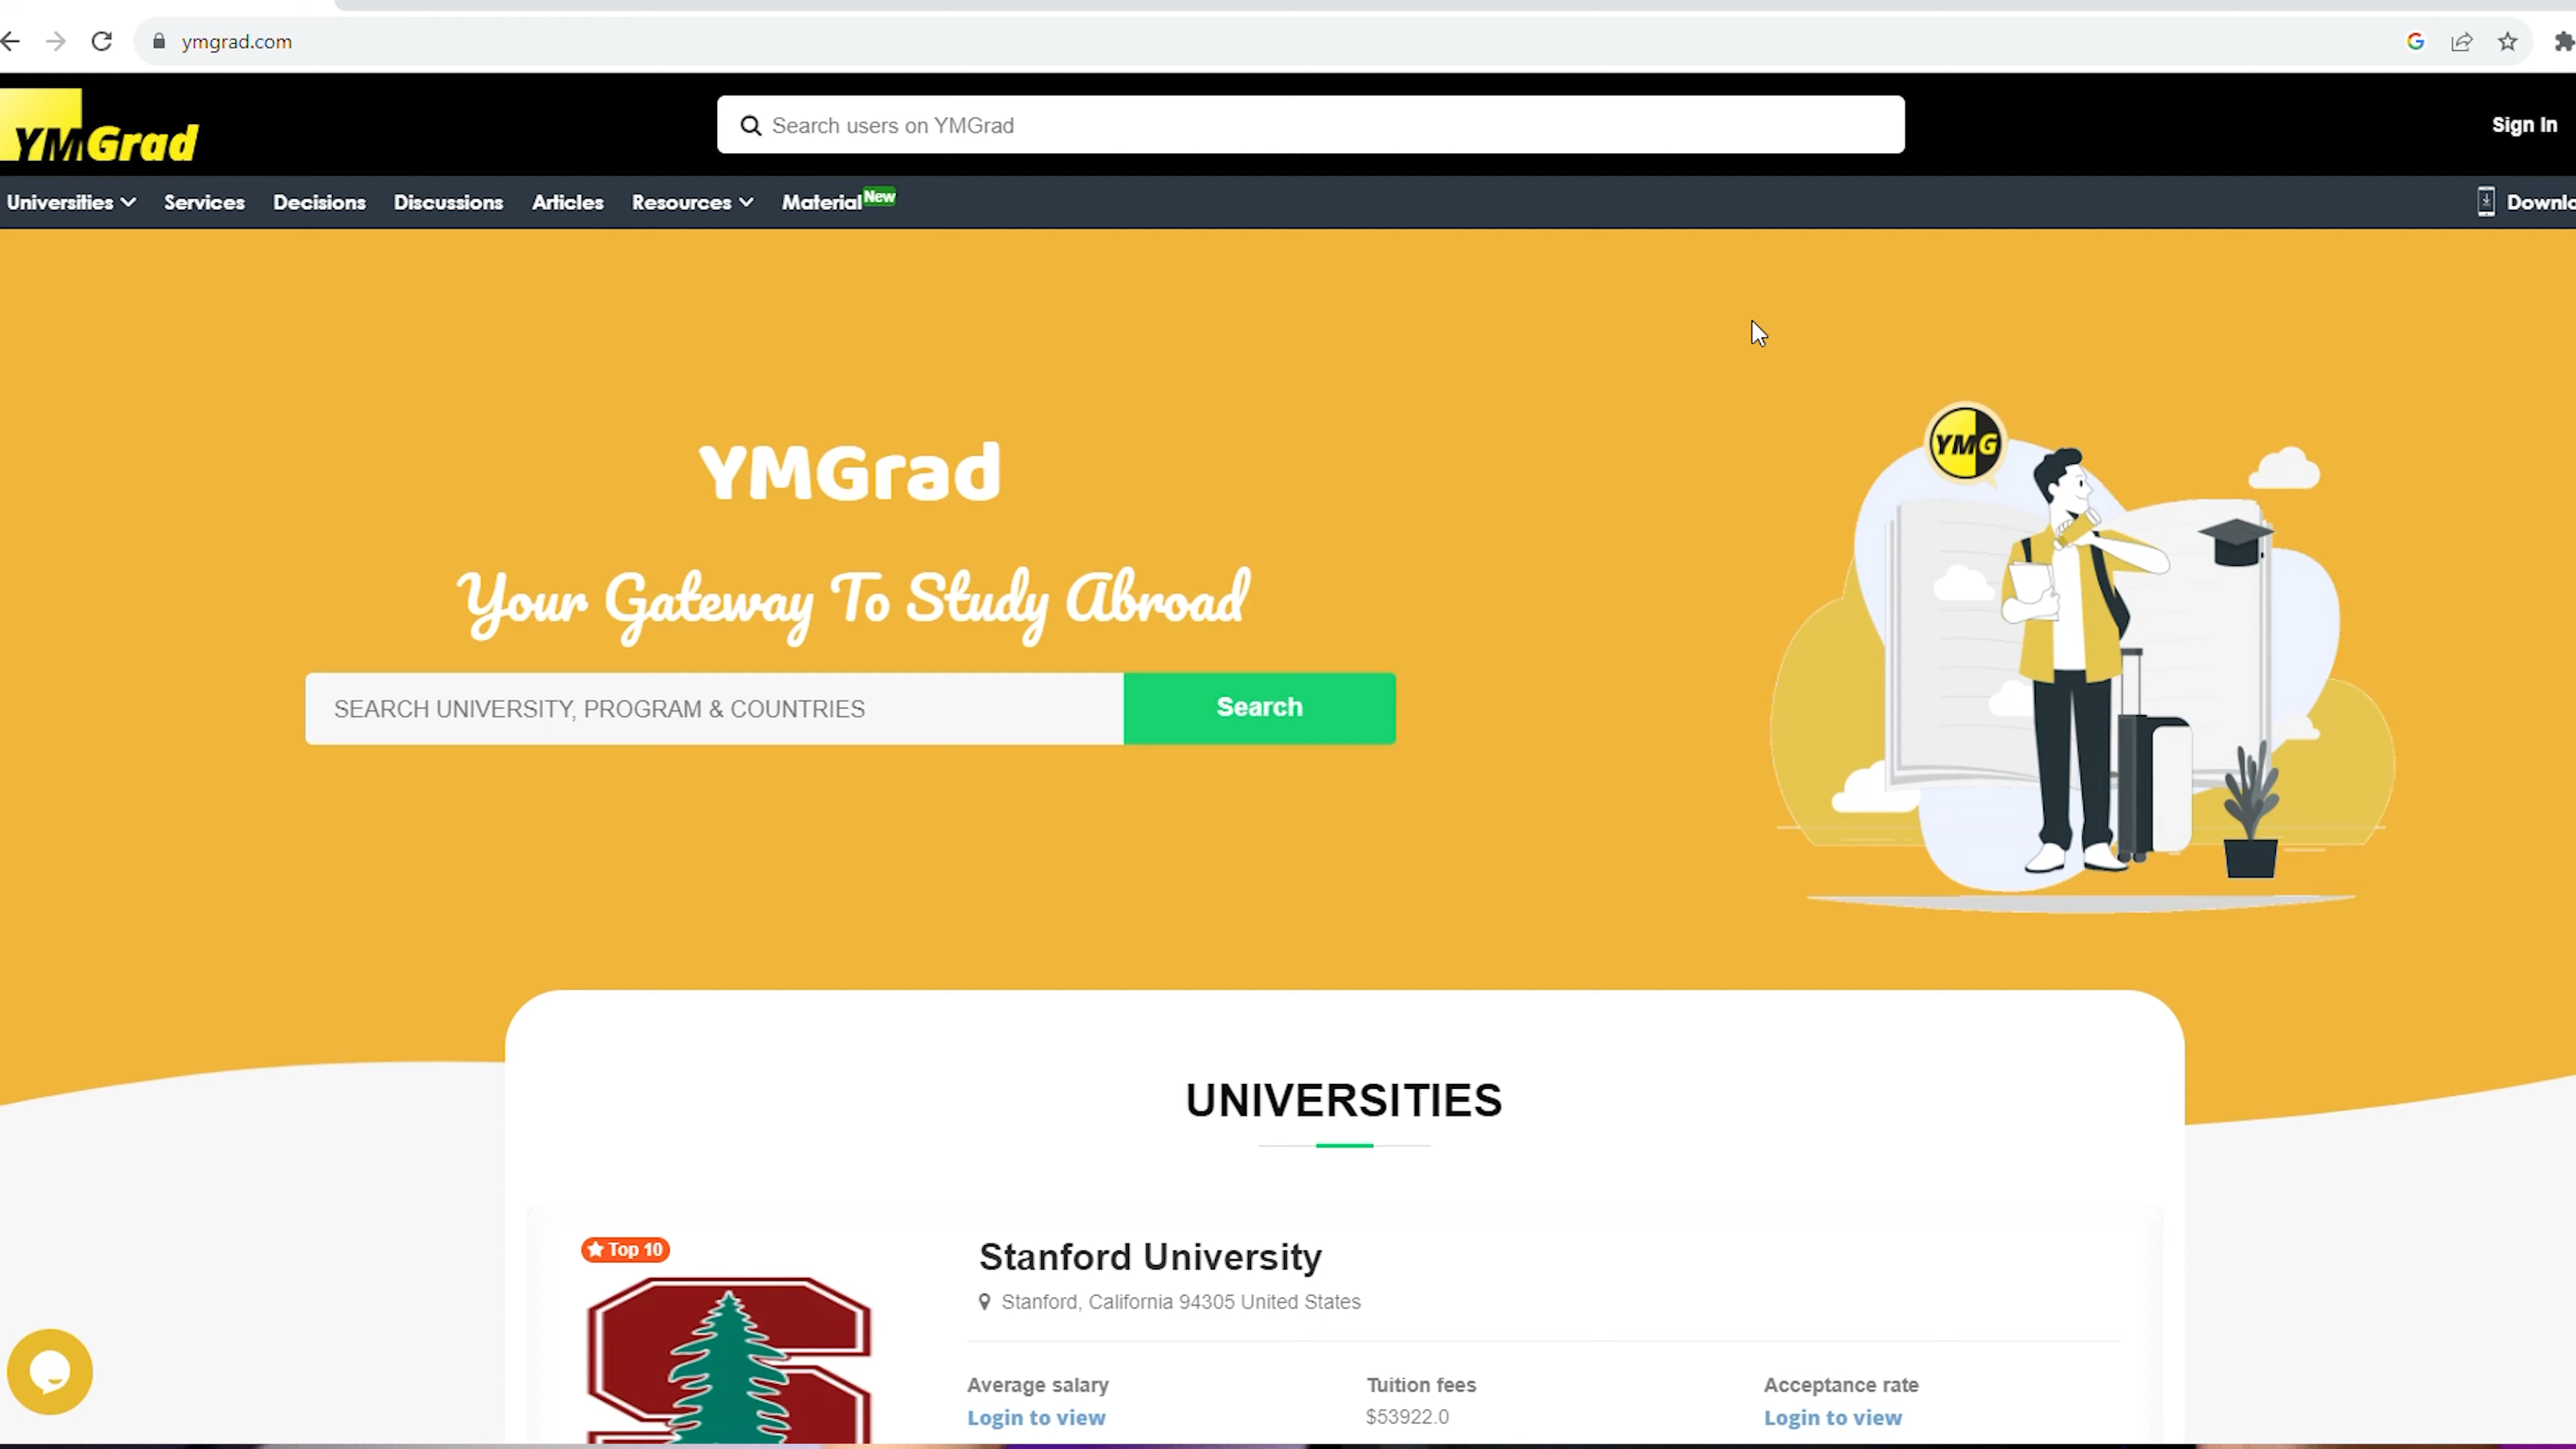 ymgrad.com
YMGrad
Search users on YMGrad
Sign In
Universities
Services
Decisions
Discussions
Articles
Resources
Material New
Downlo
YMG
YMGrad
Your Gateway To Study Abroad
SEARCH UNIVERSITY, PROGRAM & COUNTRIES
Search
UNIVERSITIES
Top 10
Stanford University
Stanford, California 94305 United States
Average salary
Tuition fees
Acceptance rate
Login to view
$53922.0
Login to view